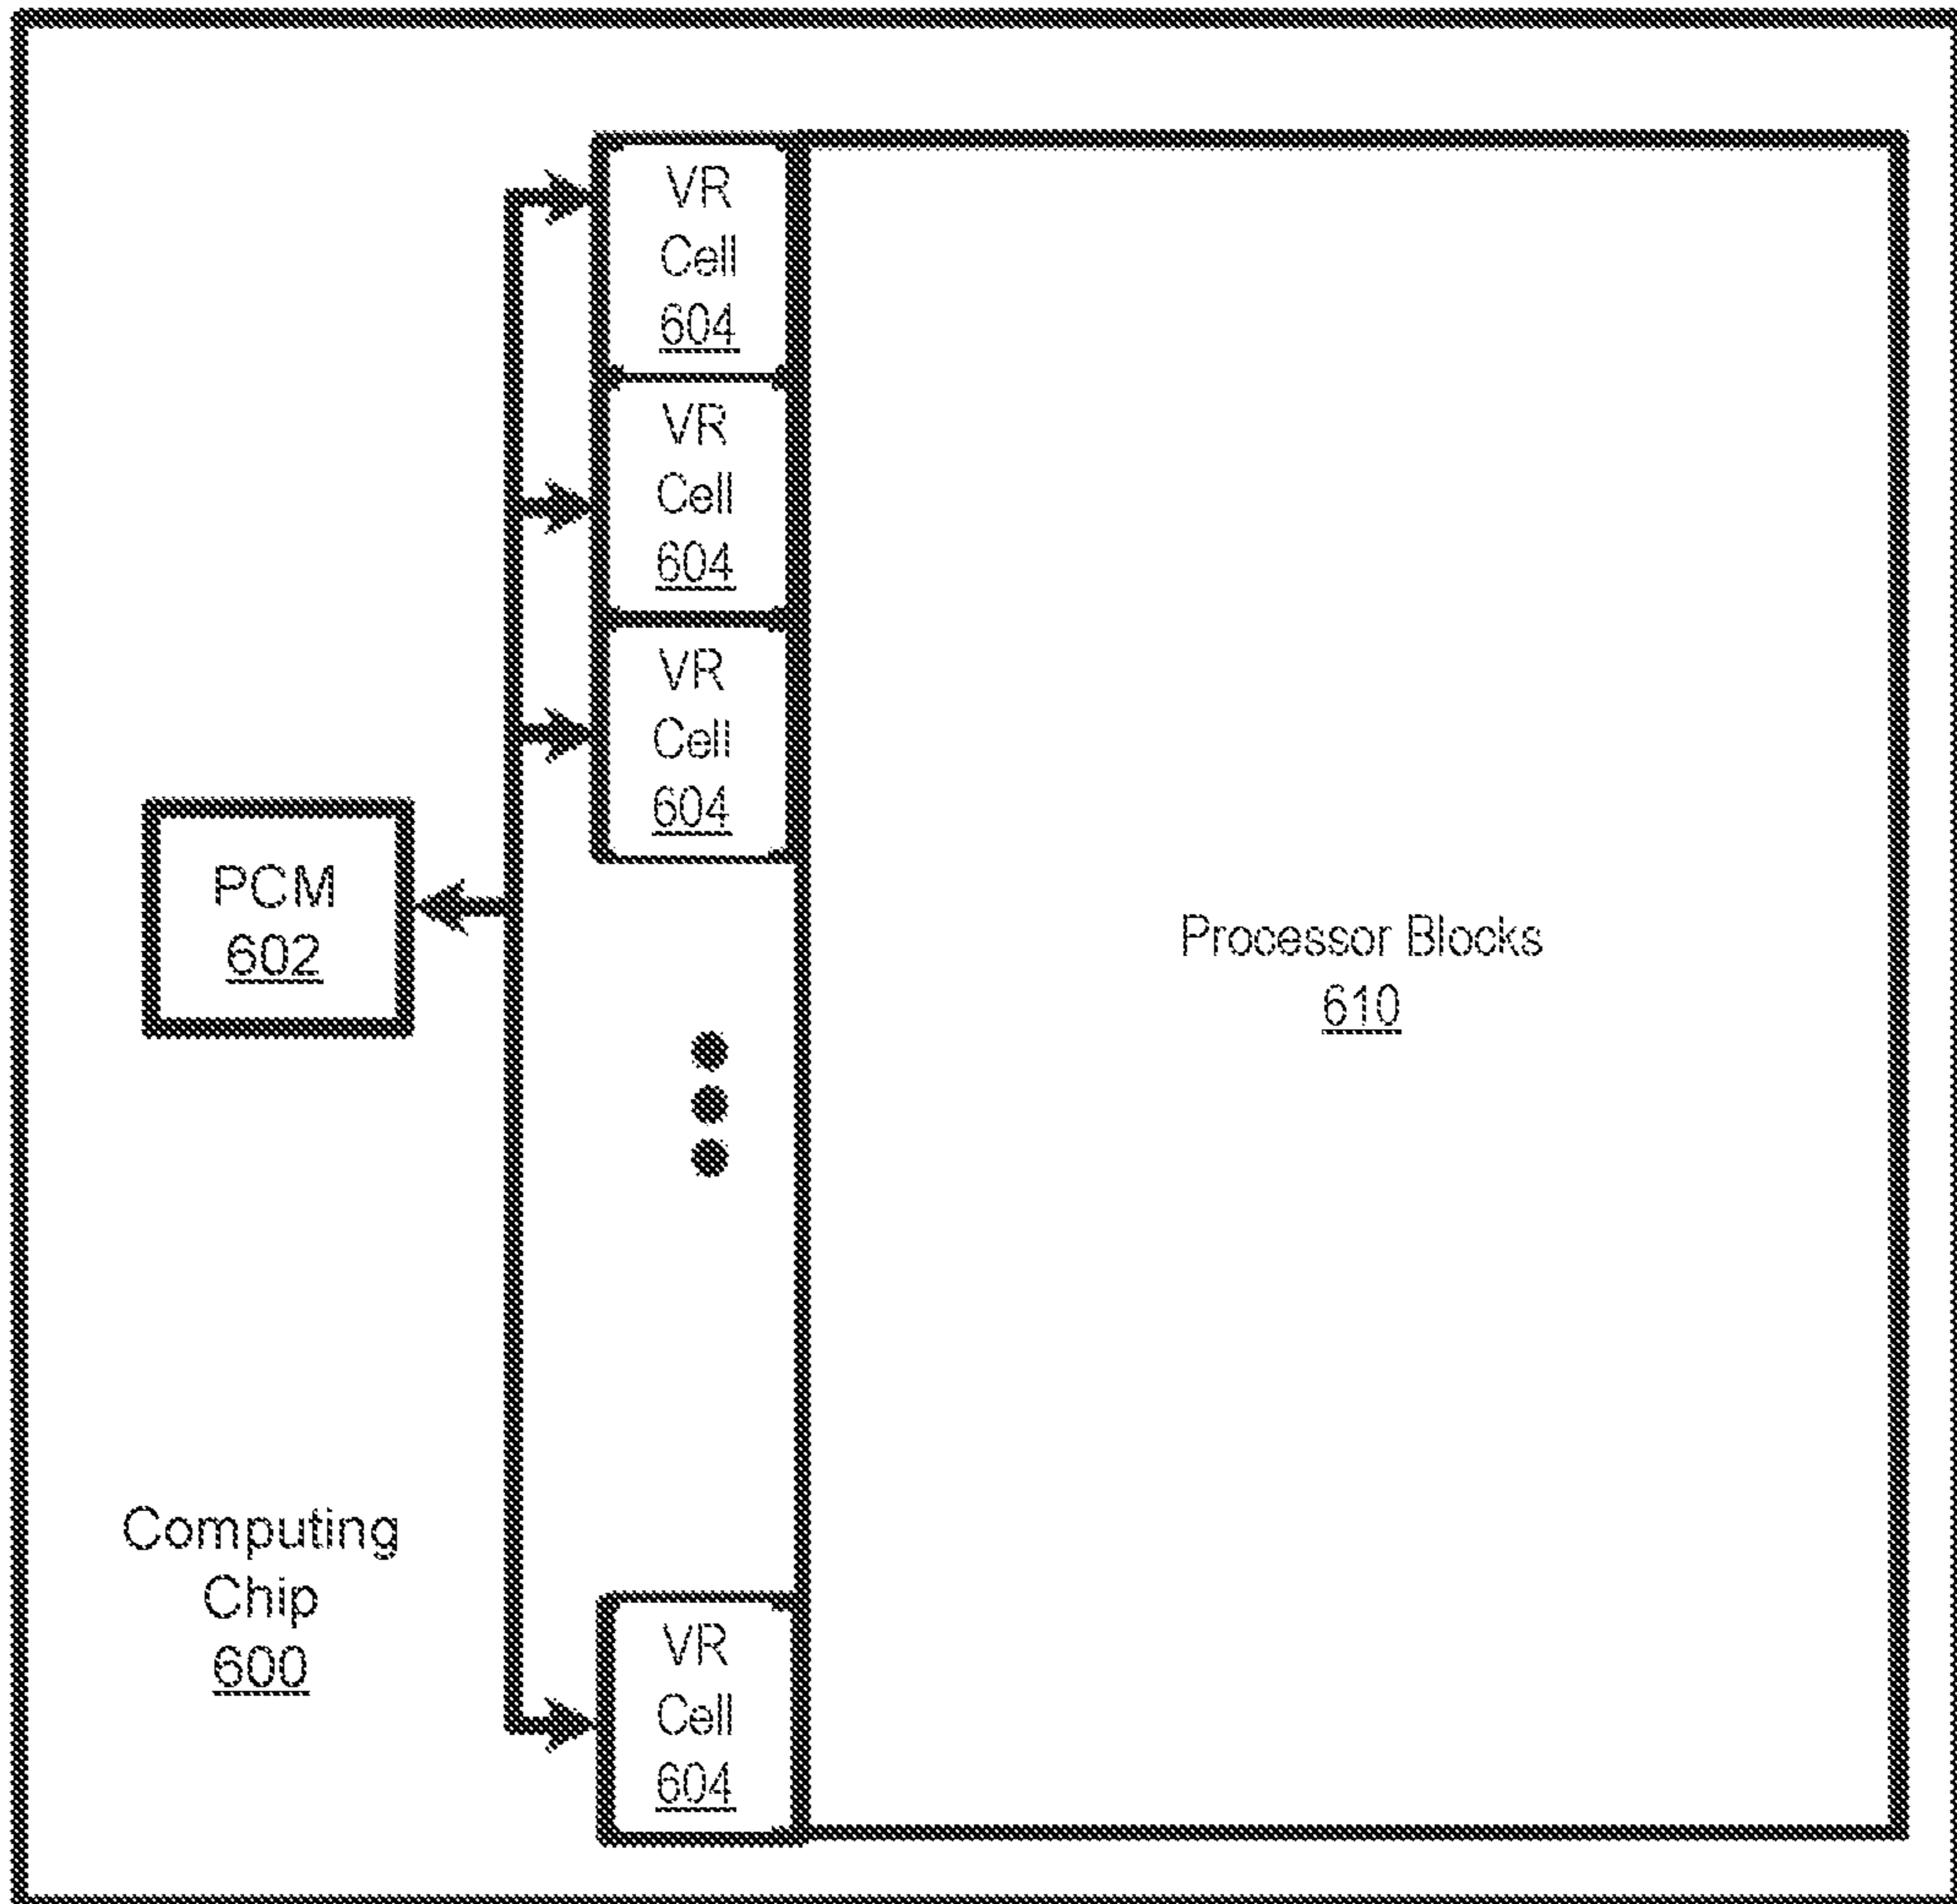 VR
Cell
604
VR
Cell
604
VR
Cell
604
PCM
602
Processor Blocks
610
Computing
Chip
600
VR
Cell
604